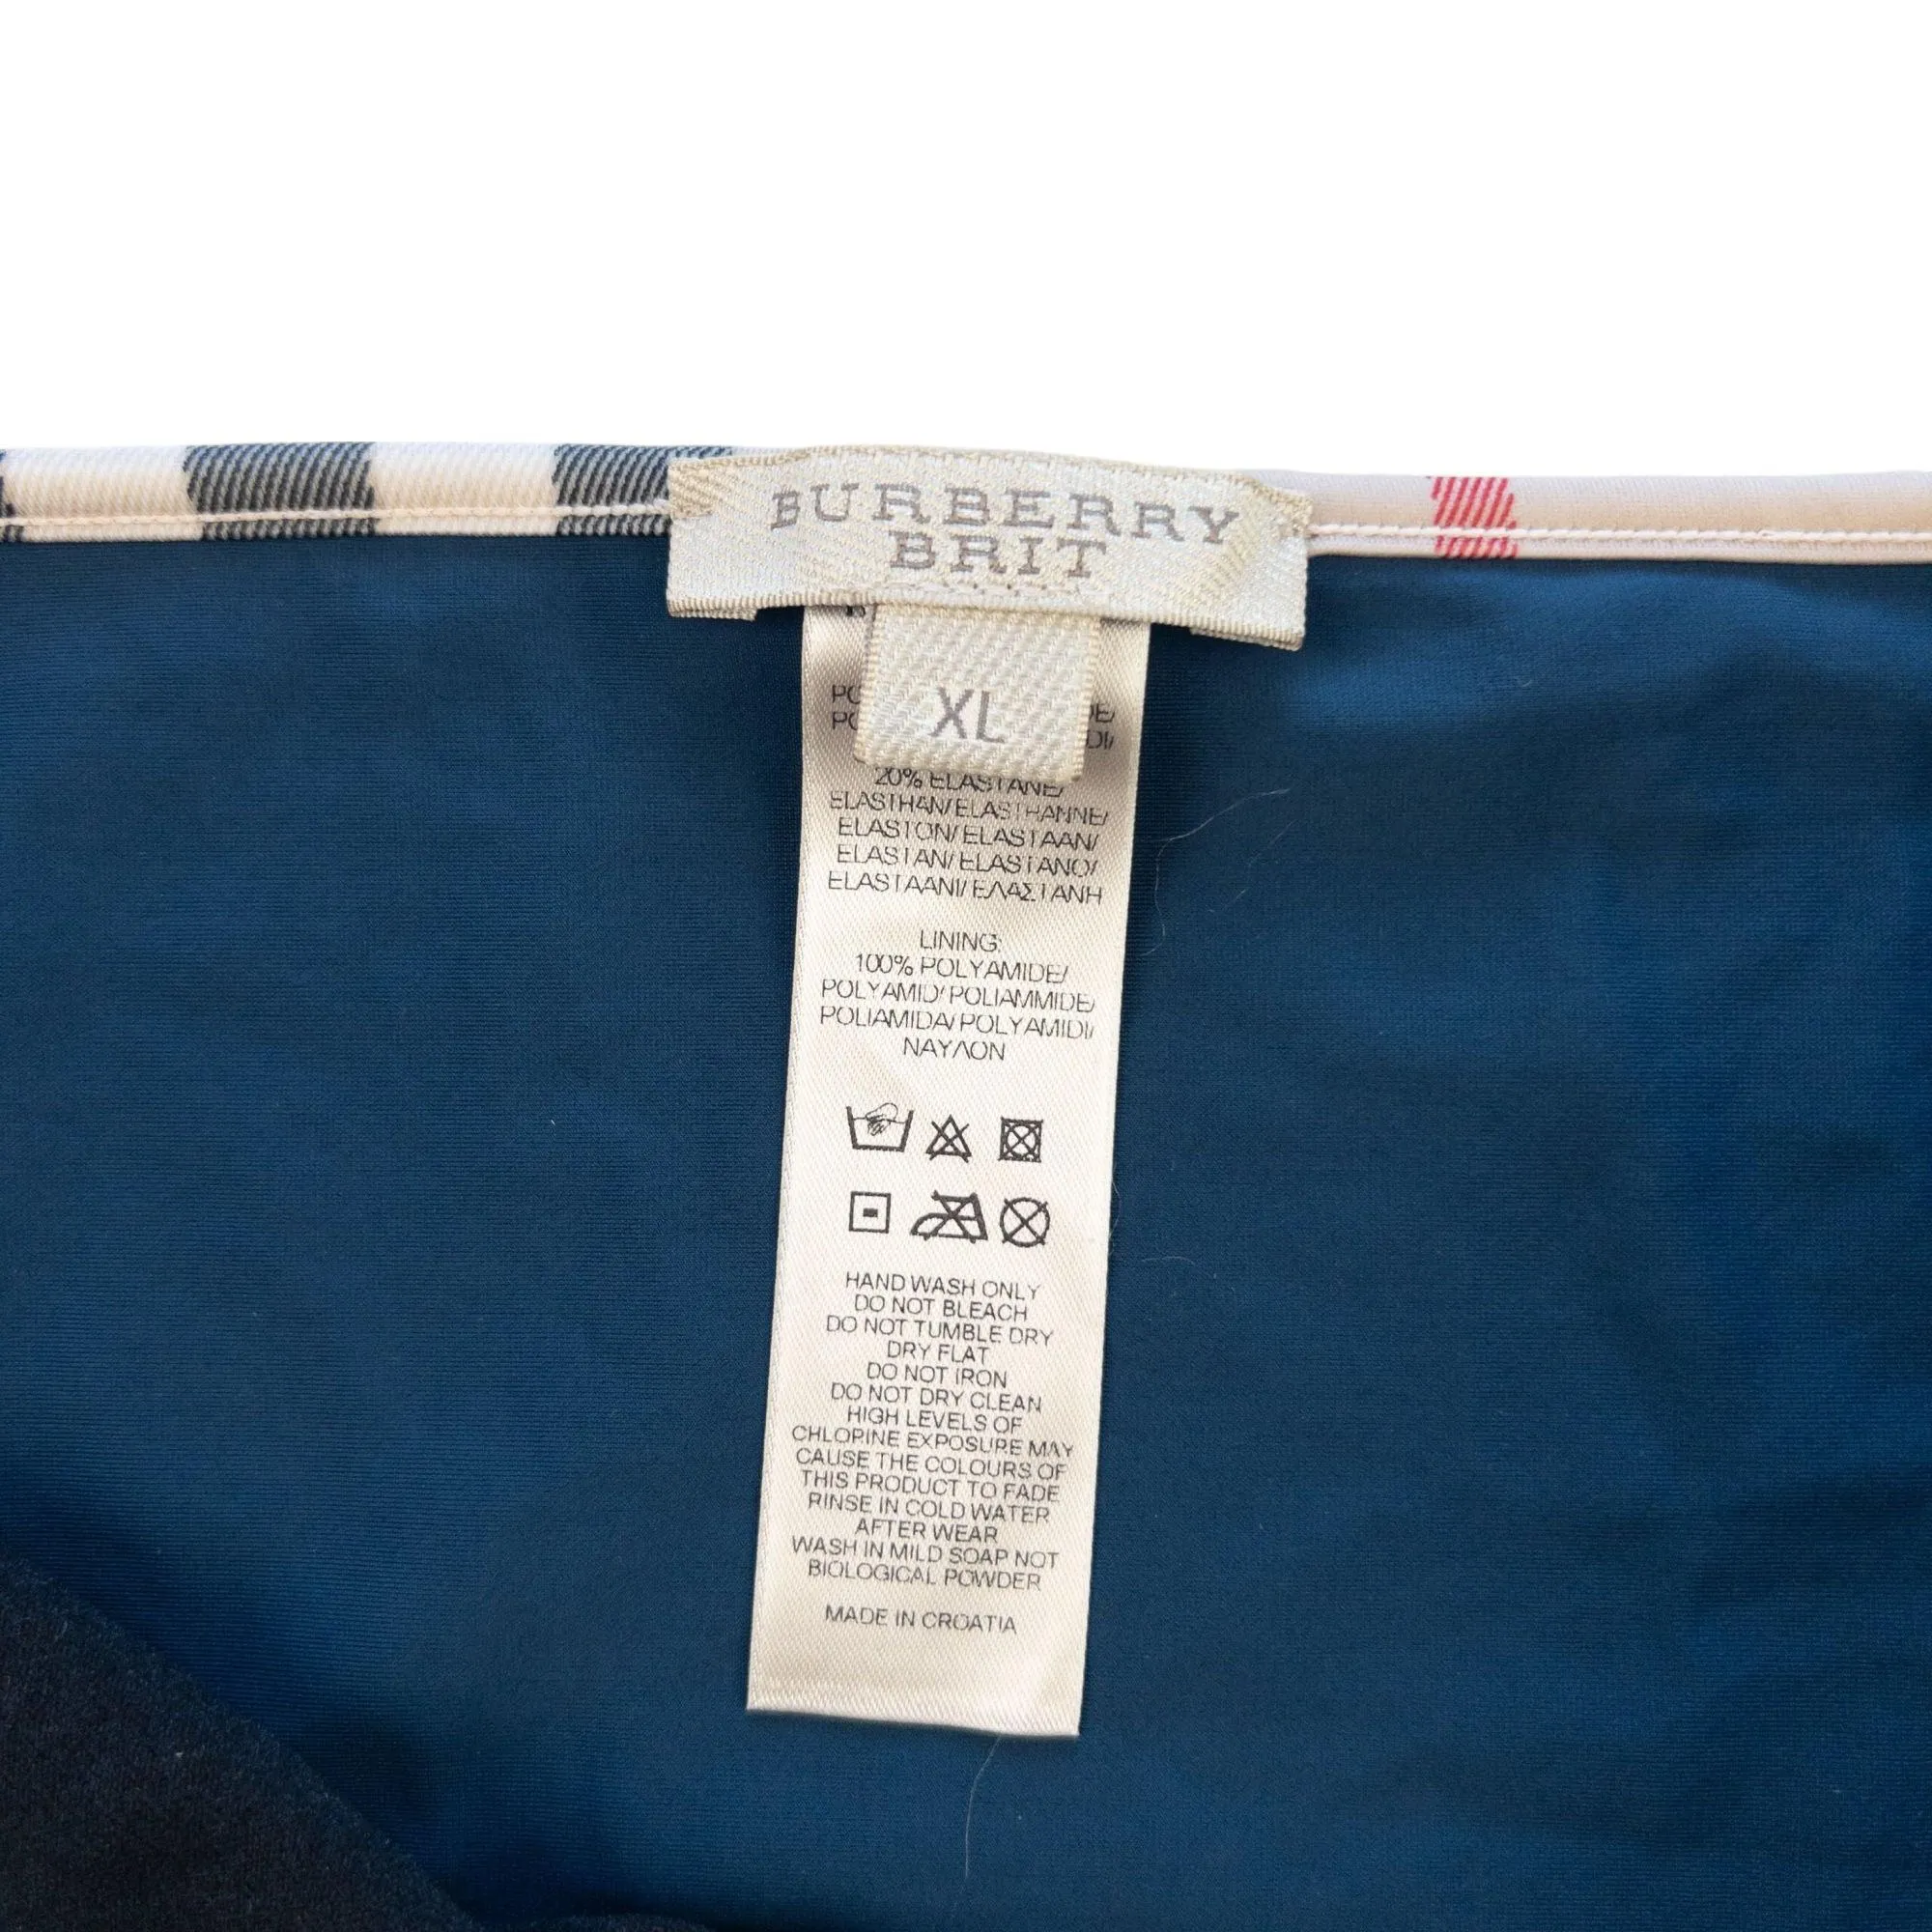 BURBERRY
BRIT
XL
20% ELASTANE/
ELASTHAN/ELASTHANNE/
ELASTON/ELASTAAN/
ELASTAN/ELASTANO/
ELASTAANI/ΕΛΑΣΤΑΝΗ
LINING:
100% POLYAMIDE/
POLYAMID/POLIAMMIDE/
POLIAMIDA/POLYAMIDI/
ΝΑΥΛΟΝ
HAND WASH ONLY
DO NOT BLEACH
DO NOT TUMBLE DRY
DRY FLAT
DO NOT IRON
DO NOT DRY CLEAN
HIGH LEVELS OF
CHLORINE EXPOSURE MAY
CAUSE THE COLOURS OF
THIS PRODUCT TO FADE
RINSE IN COLD WATER
AFTER WEAR
WASH IN MILD SOAP NOT
BIOLOGICAL POWDER
MADE IN CROATIA